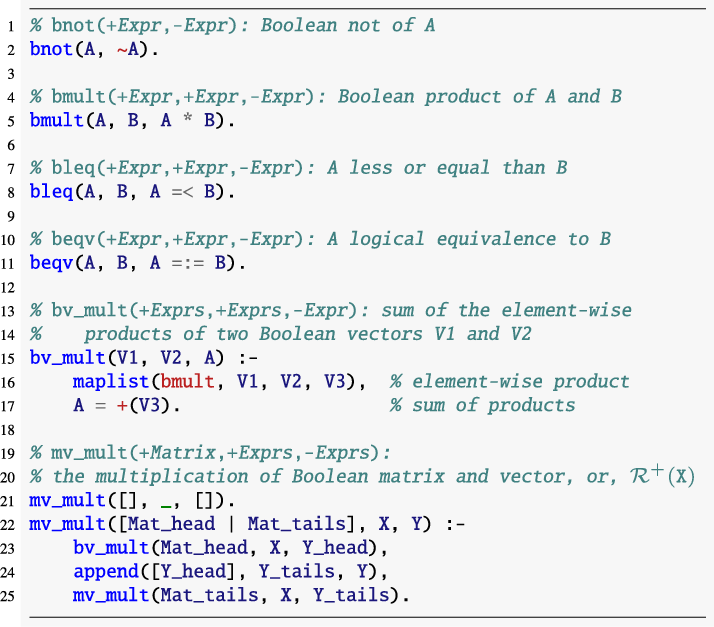 1 % bnot(+Expr,-Expr): Boolean not of A
2 bnot(A, ~A).
3
4 % bmult(+Expr,+Expr,-Expr): Boolean product of A and B
5 bmult(A, B, A * B).
6
7 % bleq(+Expr,+Expr,-Expr): A less or equal than B
8 bleq(A, B, A =< B).
9
10 % beqv(+Expr,+Expr,-Expr): A logical equivalence to B
11 beqv(A, B, A =:= B).
12
13 % bv_mult(+Exprs,+Exprs,-Expr): sum of the element-wise
14 %    products of two Boolean vectors V1 and V2
15 bv_mult(V1, V2, A) :-
16     maplist(bmult, V1, V2, V3),  % element-wise product
17     A = +(V3).                   % sum of products
18
19 % mv_mult(+Matrix,+Exprs,-Exprs):
20 % the multiplication of Boolean matrix and vector, or, ℛ⁺(X)
21 mv_mult([], _, []).
22 mv_mult([Mat_head | Mat_tails], X, Y) :-
23     bv_mult(Mat_head, X, Y_head),
24     append([Y_head], Y_tails, Y),
25     mv_mult(Mat_tails, X, Y_tails).